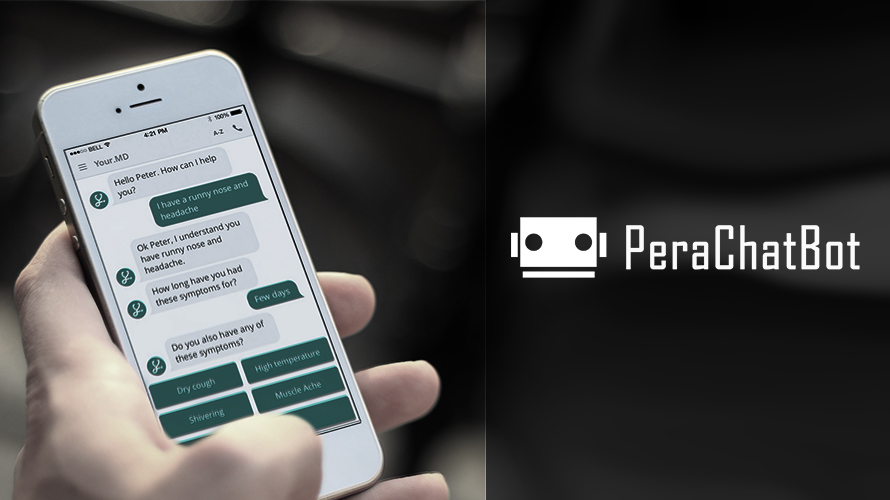 BELL
4:21 PM
100%
Your.MD
A-Z
Hello Peter. How can I help
you?
I have a runny nose and
headache
Ok Peter, I understand you
have runny nose and
headache.
How long have you had
these symptoms for?
Few days
Do you also have any of
these symptoms?
Dry cough
High temperature
Shivering
Muscle Ache
PeraChatBot